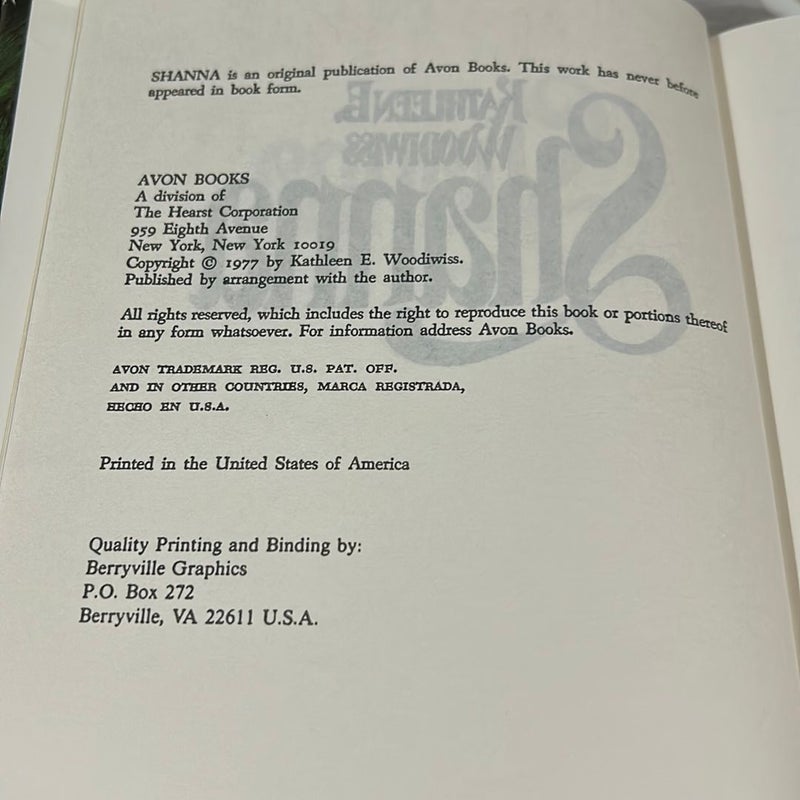 SHANNA is an original publication of Avon Books. This work has never before
appeared in book form.
KATHLEEN E.
WOODIWISS
Shanna
AVON BOOKS
A division of
The Hearst Corporation
959 Eighth Avenue
New York, New York 10019
Copyright © 1977 by Kathleen E. Woodiwiss.
Published by arrangement with the author.
All rights reserved, which includes the right to reproduce this book or portions thereof
in any form whatsoever. For information address Avon Books.
AVON TRADEMARK REG. U.S. PAT. OFF.
AND IN OTHER COUNTRIES, MARCA REGISTRADA,
HECHO EN U.S.A.
Printed in the United States of America
Quality Printing and Binding by:
Berryville Graphics
P.O. Box 272
Berryville, VA 22611 U.S.A.